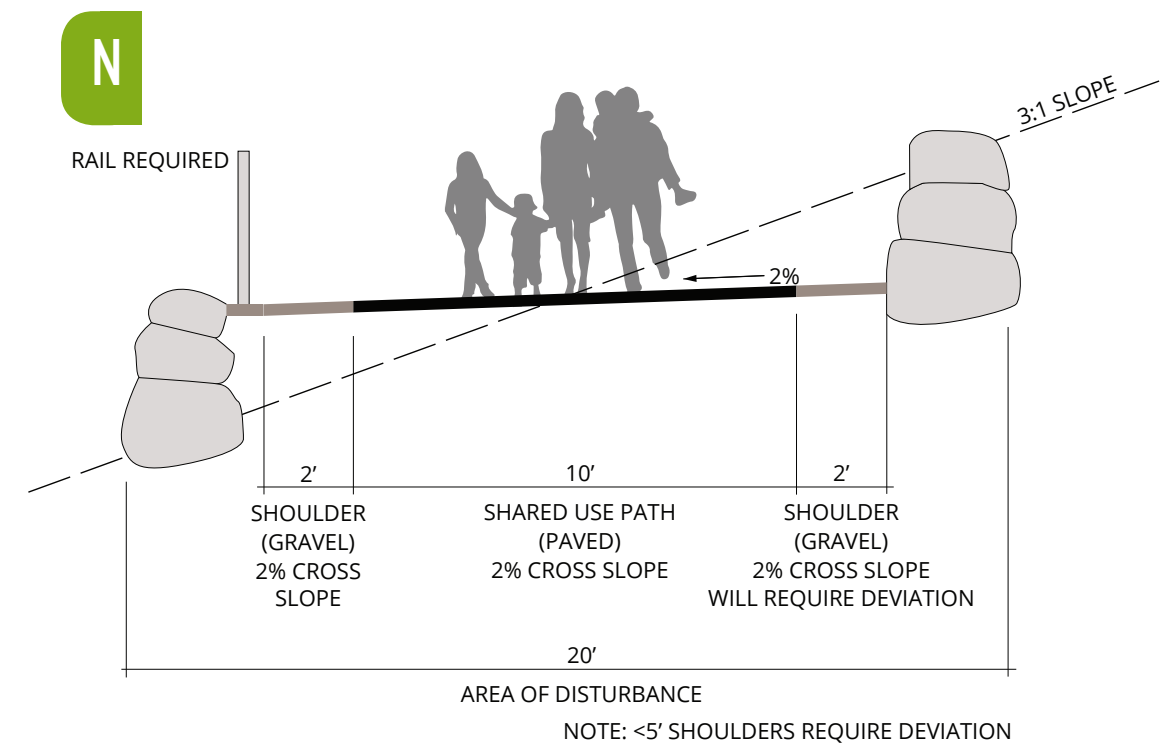 N
RAIL REQUIRED
3:1 SLOPE
2%
2’
10’
2’
SHOULDER
(GRAVEL)
2% CROSS
SLOPE
SHARED USE PATH
(PAVED)
2% CROSS SLOPE
SHOULDER
(GRAVEL)
2% CROSS SLOPE
WILL REQUIRE DEVIATION
20’
AREA OF DISTURBANCE
NOTE: <5’ SHOULDERS REQUIRE DEVIATION